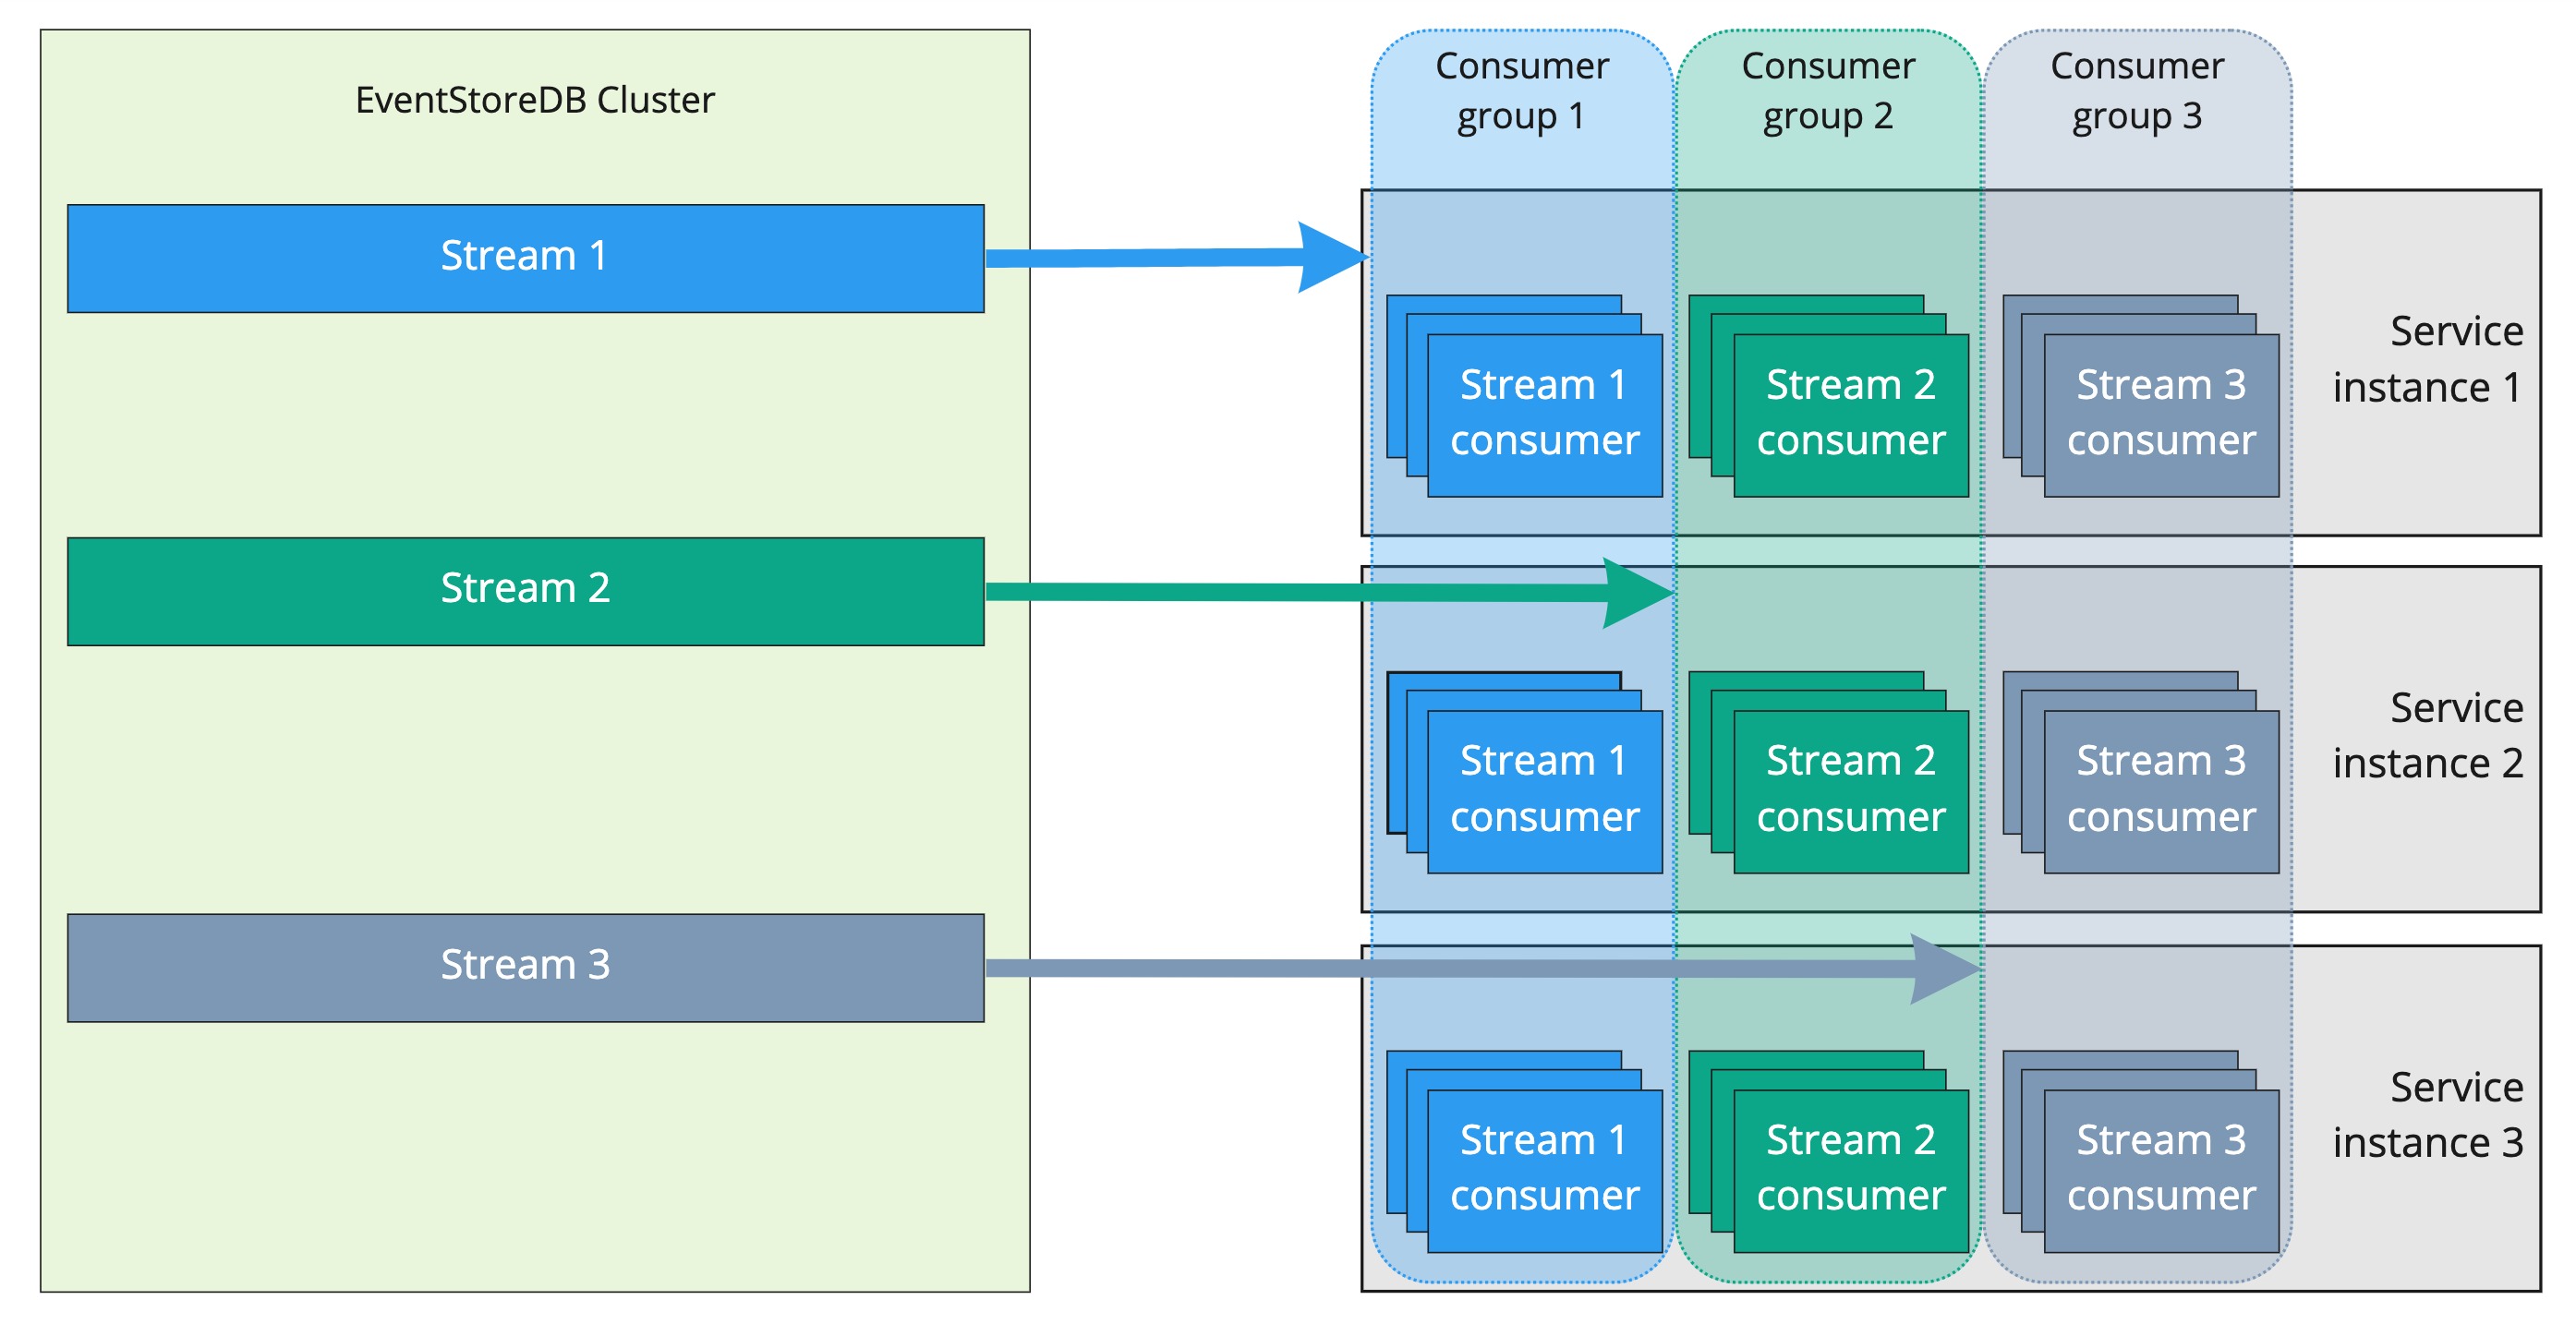 EventStoreDB Cluster
Consumer
group 1
Consumer
group 2
Consumer
group 3
Stream 1
Stream 1
consumer
Stream 2
consumer
Stream 3
consumer
Service
instance 1
Stream 2
Stream 1
consumer
Stream 2
consumer
Stream 3
consumer
Service
instance 2
Stream 3
Stream 1
consumer
Stream 2
consumer
Stream 3
consumer
Service
instance 3